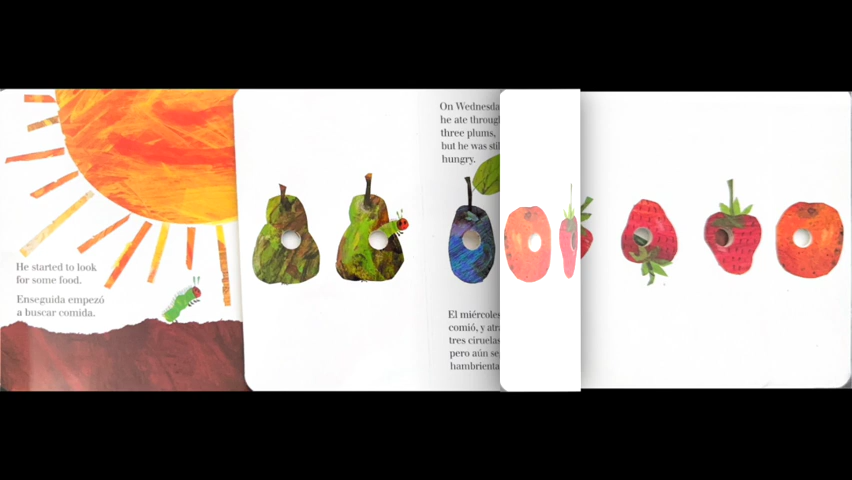 He started to look
for some food.
Enseguida empezó
a buscar comida.
On Wednesda
he ate through
three plums,
but he was stil
hungry.
El miércoles
comió, y atra
tres ciruelas
pero aún se
hambrienta